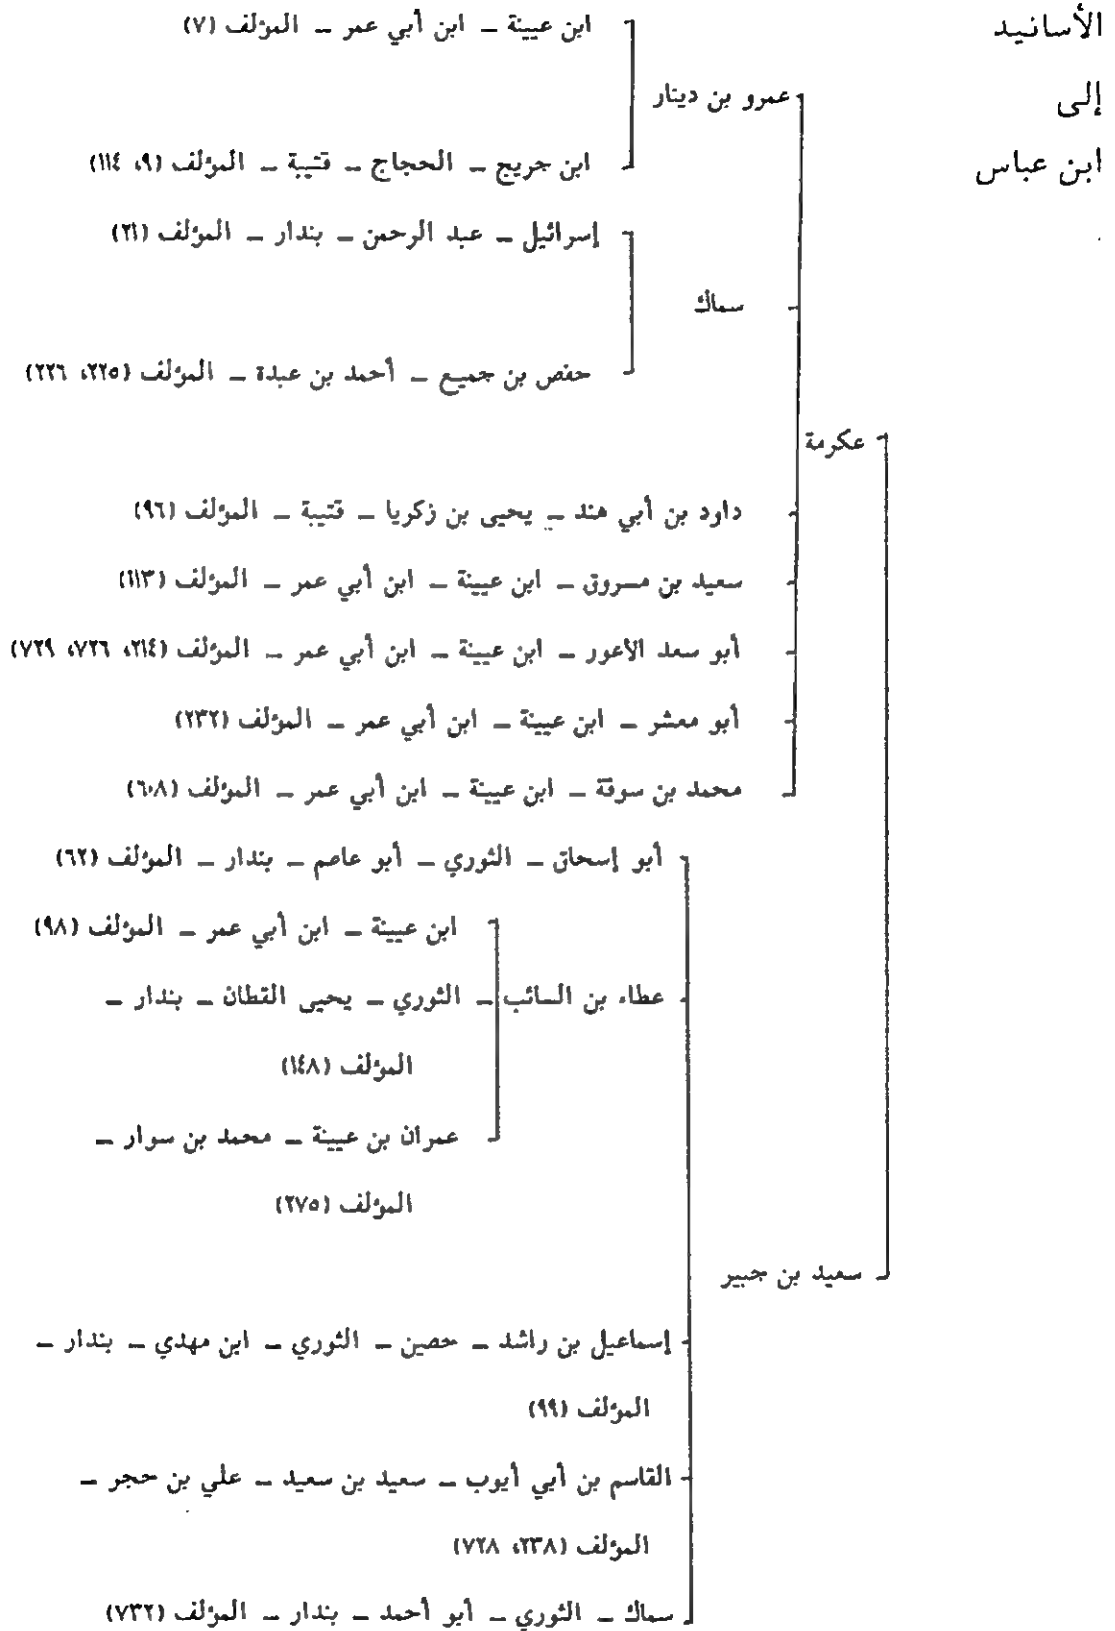 الأسانيد
إلى
ابن عباس
ابن عيينة – ابن أبي عمر – المؤلف (٧)
عمرو بن دينار
ابن جريج – الحجاج – قتيبة – المؤلف (٩، ١١٤)
إسرائيل – عبد الرحمن – بندار – المؤلف (٢١)
سماك
حفص بن جميع – أحمد بن عبدة – المؤلف (٢٢٥، ٢٢٦)
عكرمة
داود بن أبي هند – يحيى بن زكريا – قتيبة – المؤلف (٩٦)
سعيد بن مسروق – ابن عيينة – ابن أبي عمر – المؤلف (١١٣)
أبو سعد الأعور – ابن عيينة – ابن أبي عمر – المؤلف (٢١٤، ٧٢٦، ٧٢٩)
أبو معشر – ابن عيينة – ابن أبي عمر – المؤلف (٢٣٢)
محمد بن سوقة – ابن عيينة – ابن أبي عمر – المؤلف (٦٠٨)
أبو إسحاق – الثوري – أبو عاصم – بندار – المؤلف (٦٢)
ابن عيينة – ابن أبي عمر – المؤلف (٩٨)
عطاء بن السائب – الثوري – يحيى القطان – بندار –
المؤلف (١٤٨)
عمران بن عيينة – محمد بن سوار –
المؤلف (٢٧٥)
سعيد بن جبير
إسماعيل بن راشد – حصين – الثوري – ابن مهدي – بندار –
المؤلف (٩٩)
القاسم بن أبي أيوب – سعيد بن سعيد – علي بن حجر –
المؤلف (٢٣٨، ٧٢٨)
سماك – الثوري – أبو أحمد – بندار – المؤلف (٧٣٢)